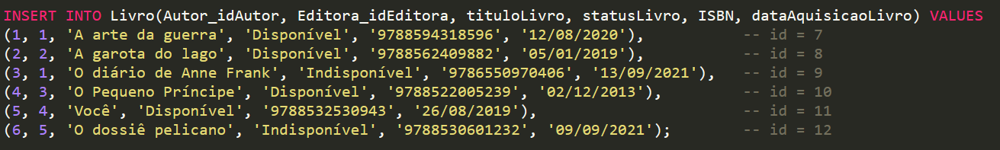 INSERT INTO Livro(Autor_idAutor, Editora_idEditora, tituloLivro, statusLivro, ISBN, dataAquisicaoLivro) VALUES
(1, 1, 'A arte da guerra', 'Disponível', '9788594318596', '12/08/2020'), -- id = 7
(2, 2, 'A garota do lago', 'Disponível', '9788562409882', '05/01/2019'), -- id = 8
(3, 1, 'O diário de Anne Frank', 'Indisponível', '9786550970406', '13/09/2021'), -- id = 9
(4, 3, 'O Pequeno Príncipe', 'Disponível', '9788522005239', '02/12/2013'), -- id = 10
(5, 4, 'Você', 'Disponível', '9788532530943', '26/08/2019'), -- id = 11
(6, 5, 'O dossiê pelicano', 'Indisponível', '9788530601232', '09/09/2021'); -- id = 12